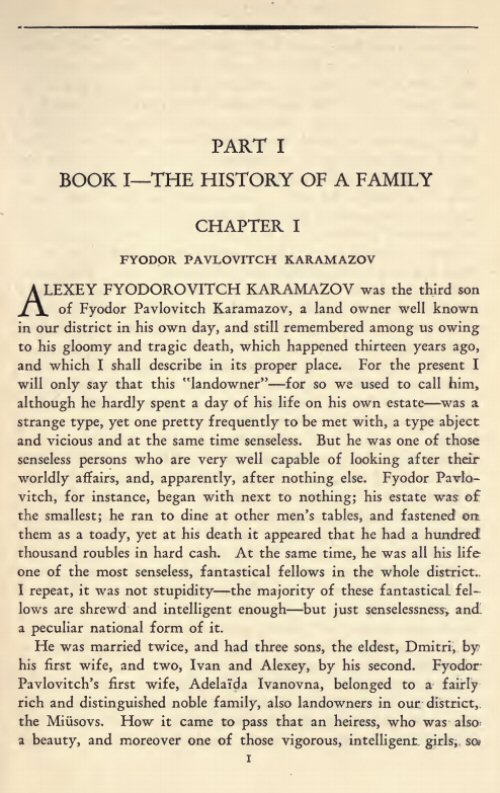 PART I
BOOK I—THE HISTORY OF A FAMILY
CHAPTER I
FYODOR PAVLOVITCH KARAMAZOV
ALEXEY FYODOROVITCH KARAMAZOV was the third son
of Fyodor Pavlovitch Karamazov, a land owner well known
in our district in his own day, and still remembered among us owing
to his gloomy and tragic death, which happened thirteen years ago,
and which I shall describe in its proper place. For the present I
will only say that this "landowner"—for so we used to call him,
although he hardly spent a day of his life on his own estate—was a
strange type, yet one pretty frequently to be met with, a type abject
and vicious and at the same time senseless. But he was one of those
senseless persons who are very well capable of looking after their
worldly affairs, and, apparently, after nothing else. Fyodor Pavlo-
vitch, for instance, began with next to nothing; his estate was of
the smallest; he ran to dine at other men's tables, and fastened on
them as a toady, yet at his death it appeared that he had a hundred
thousand roubles in hard cash. At the same time, he was all his life
one of the most senseless, fantastical fellows in the whole district.
I repeat, it was not stupidity—the majority of these fantastical fel-
lows are shrewd and intelligent enough—but just senselessness, and
a peculiar national form of it.
He was married twice, and had three sons, the eldest, Dmitri, by
his first wife, and two, Ivan and Alexey, by his second. Fyodor
Pavlovitch's first wife, Adelaïda Ivanovna, belonged to a fairly
rich and distinguished noble family, also landowners in our district,
the Miüsovs. How it came to pass that an heiress, who was also
a beauty, and moreover one of those vigorous, intelligent girls, so
1